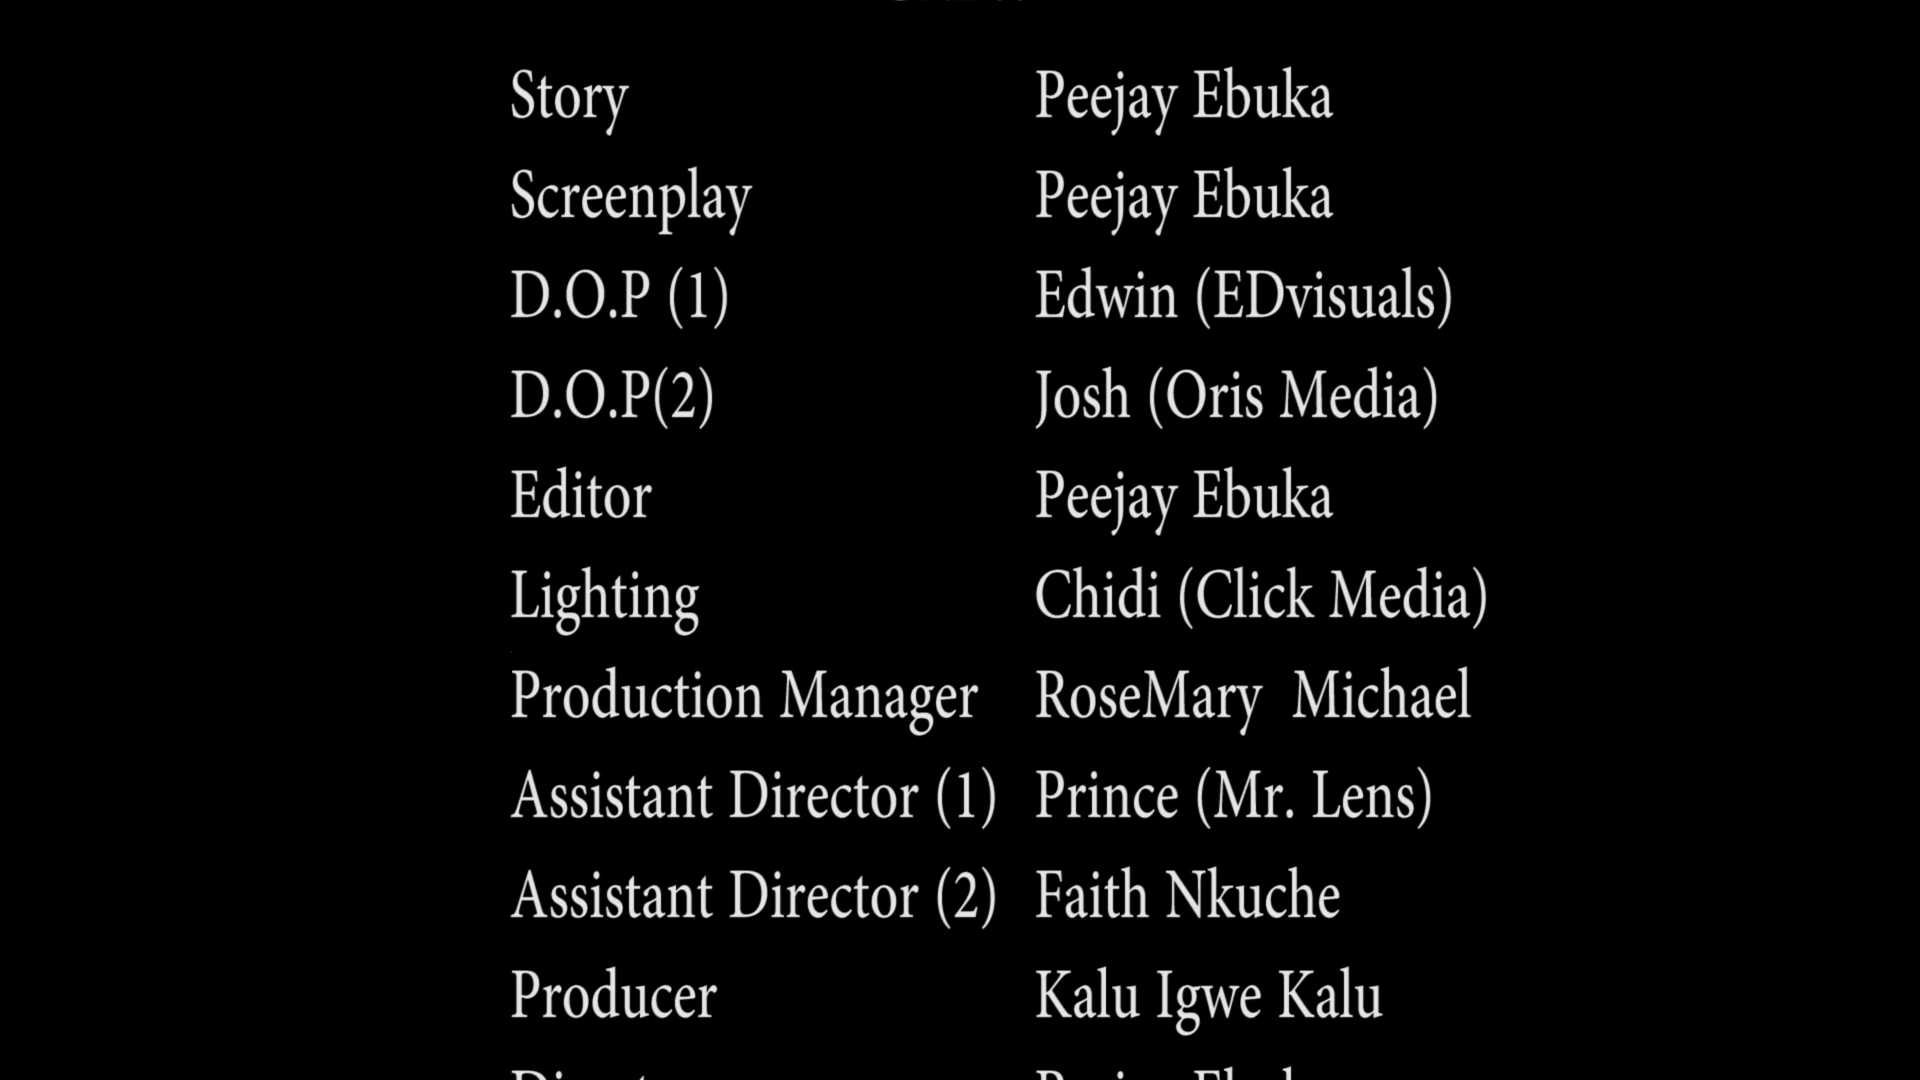 Story Peejay Ebuka
Screenplay Peejay Ebuka
D.O.P (1) Edwin (EDvisuals)
D.O.P(2) Josh (Oris Media)
Editor Peejay Ebuka
Lighting Chidi (Click Media)
Production Manager RoseMary  Michael
Assistant Director (1) Prince (Mr. Lens)
Assistant Director (2) Faith Nkuche
Producer Kalu Igwe Kalu